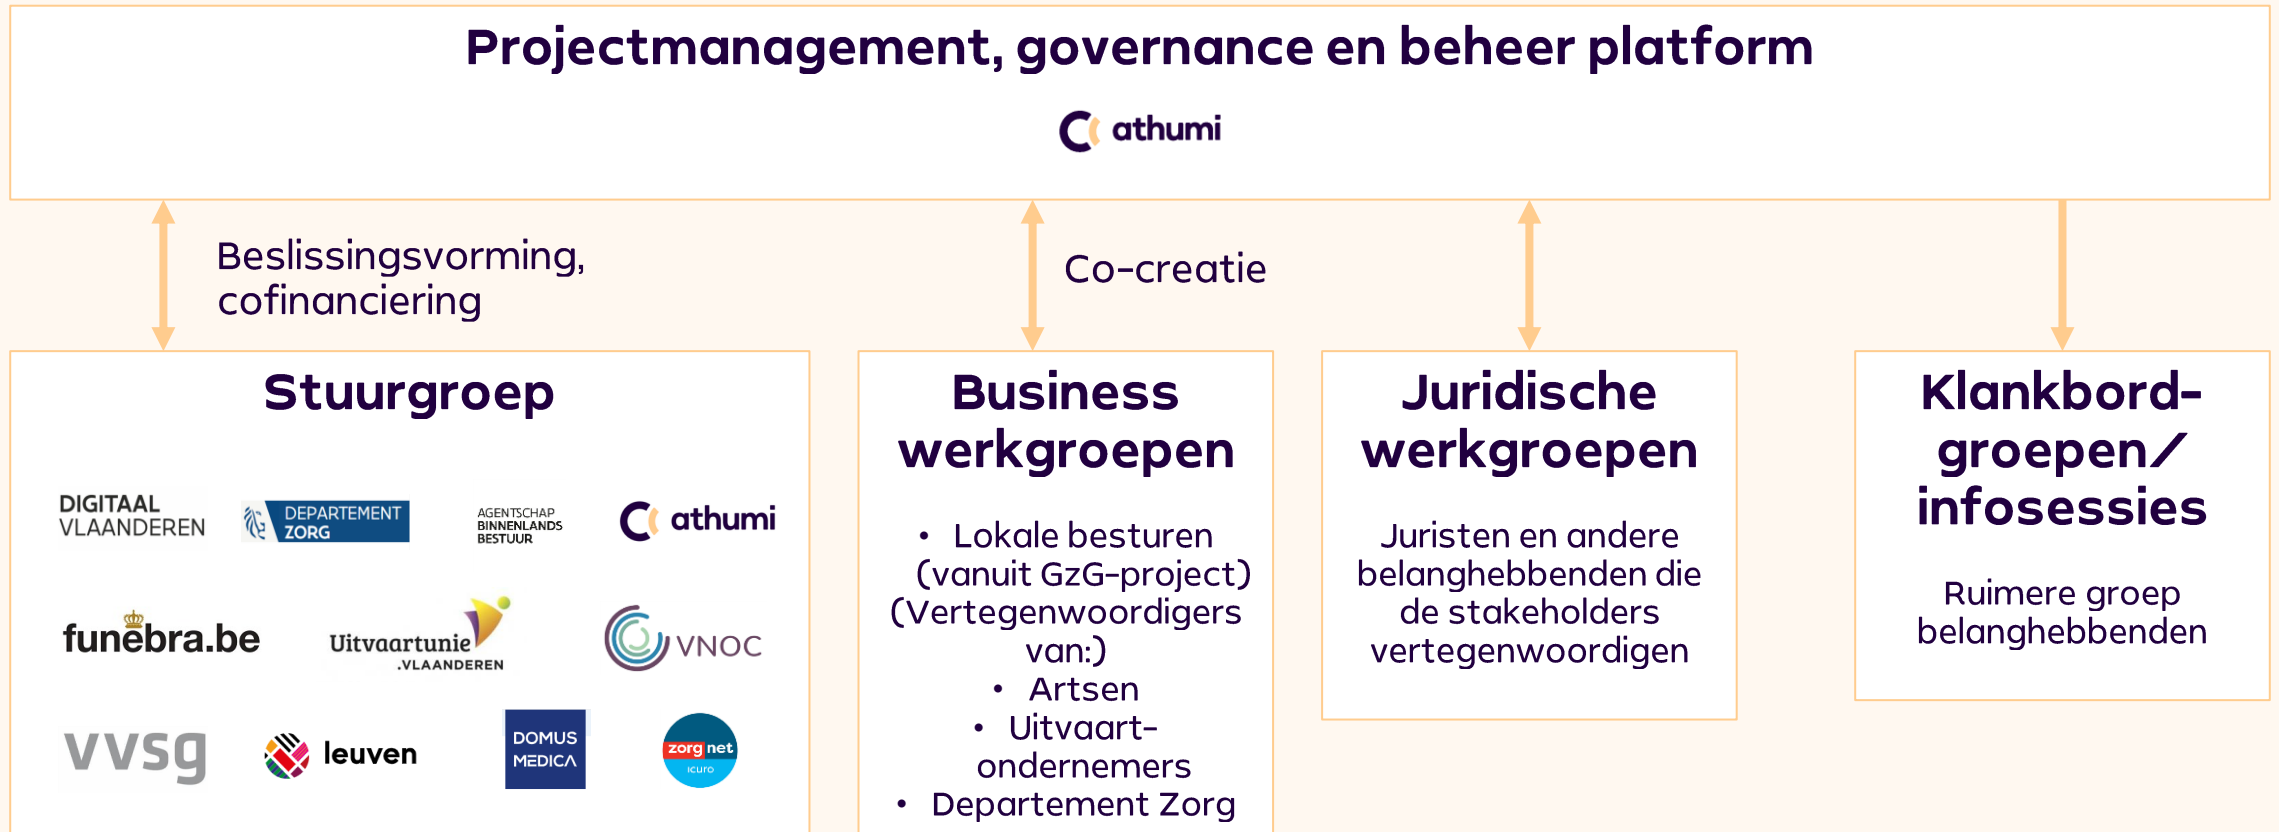 Projectmanagement, governance en beheer platform
athumi
Beslissingsvorming,
cofinanciering
Co-creatie
Stuurgroep
DIGITAAL
VLAANDEREN
DEPARTEMENT
ZORG
AGENTSCHAP
BINNENLANDS
BESTUUR
athumi
funebra.be
Uitvaartunie
.VLAANDEREN
VNOC
vvsg
leuven
DOMUS
MEDICA
zorg net
icuro
Business
werkgroepen
• Lokale besturen
(vanuit GzG-project)
(Vertegenwoordigers
van:)
• Artsen
• Uitvaart-
ondernemers
• Departement Zorg
Juridische
werkgroepen
Juristen en andere
belanghebbenden die
de stakeholders
vertegenwoordigen
Klankbord-
groepen/
infosessies
Ruimere groep
belanghebbenden